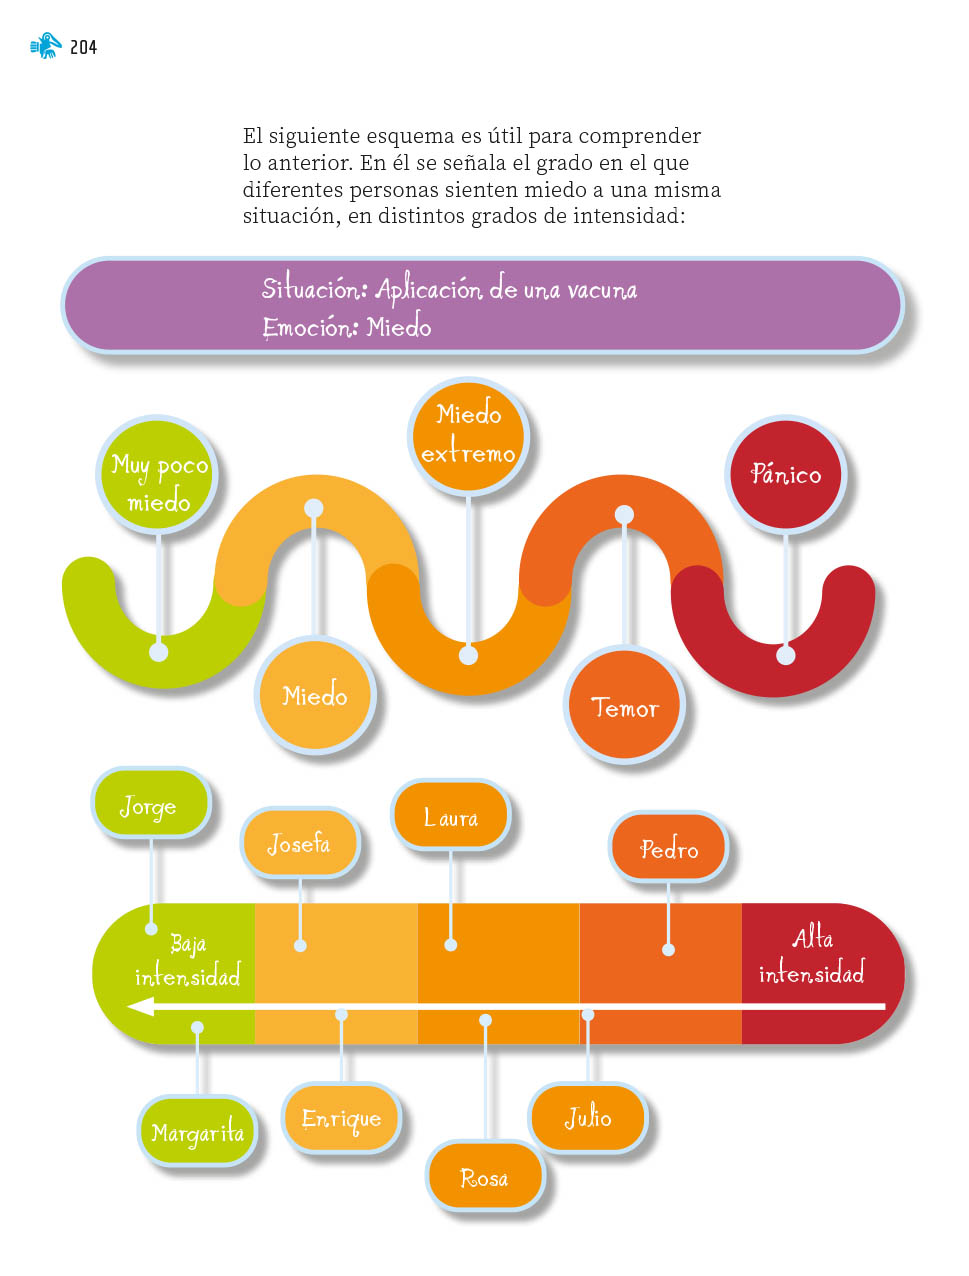 204
El siguiente esquema es útil para comprender
lo anterior. En él se señala el grado en el que
diferentes personas sienten miedo a una misma
situación, en distintos grados de intensidad:
Situación: Aplicación de una vacuna
Emoción: Miedo
Muy poco
miedo
Miedo
Miedo
extremo
Temor
Pánico
Jorge
Josefa
Laura
Pedro
Baja
intensidad
Alta
intensidad
Margarita
Enrique
Rosa
Julio